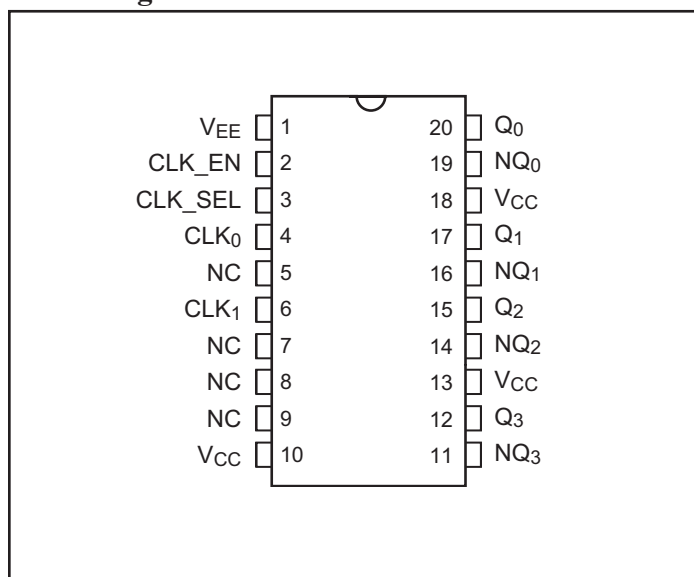 g
V_EE 1 20 Q_0
CLK_EN 2 19 NQ_0
CLK_SEL 3 18 V_CC
CLK_0 4 17 Q_1
NC 5 16 NQ_1
CLK_1 6 15 Q_2
NC 7 14 NQ_2
NC 8 13 V_CC
NC 9 12 Q_3
V_CC 10 11 NQ_3